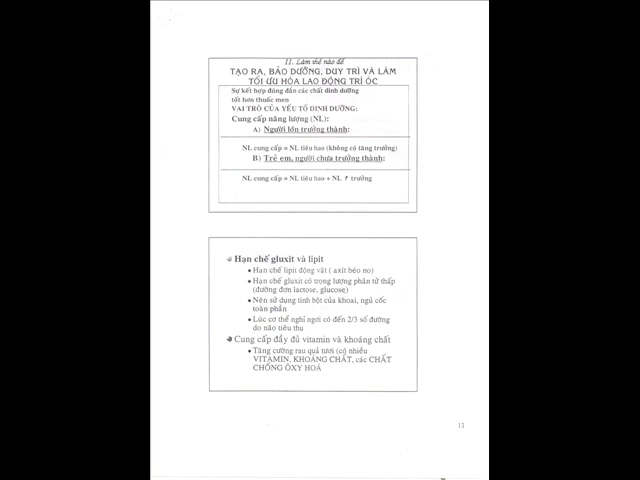 II. Làm thế nào để
TẠO RA, BẢO DƯỠNG, DUY TRÌ VÀ LÀM
TỐI ƯU HÓA LAO ĐỘNG TRÍ ÓC
Sự kết hợp đúng đắn các chất dinh dưỡng
tốt hơn thuốc men
VAI TRÒ CỦA YẾU TỐ DINH DƯỠNG:
Cung cấp năng lượng (NL):
A) Người lớn trưởng thành:
NL cung cấp = NL tiêu hao (không có tăng trưởng)
B) Trẻ em, người chưa trưởng thành:
NL cung cấp = NL tiêu hao + NL trưởng
Hạn chế gluxit và lipit
• Hạn chế lipit động vật ( axit béo no)
• Hạn chế gluxit có trọng lượng phân tử thấp
(đường đơn lactose, glucose)
• Nên sử dụng tinh bột của khoai, ngũ cốc
toàn phần
• Lúc cơ thể nghỉ ngơi có đến 2/3 số đường
do não tiêu thụ
Cung cấp đầy đủ vitamin và khoáng chất
• Tăng cường rau quả tươi (có nhiều
VITAMIN, KHOÁNG CHẤT, các CHẤT
CHỐNG ÔXY HOÁ
13